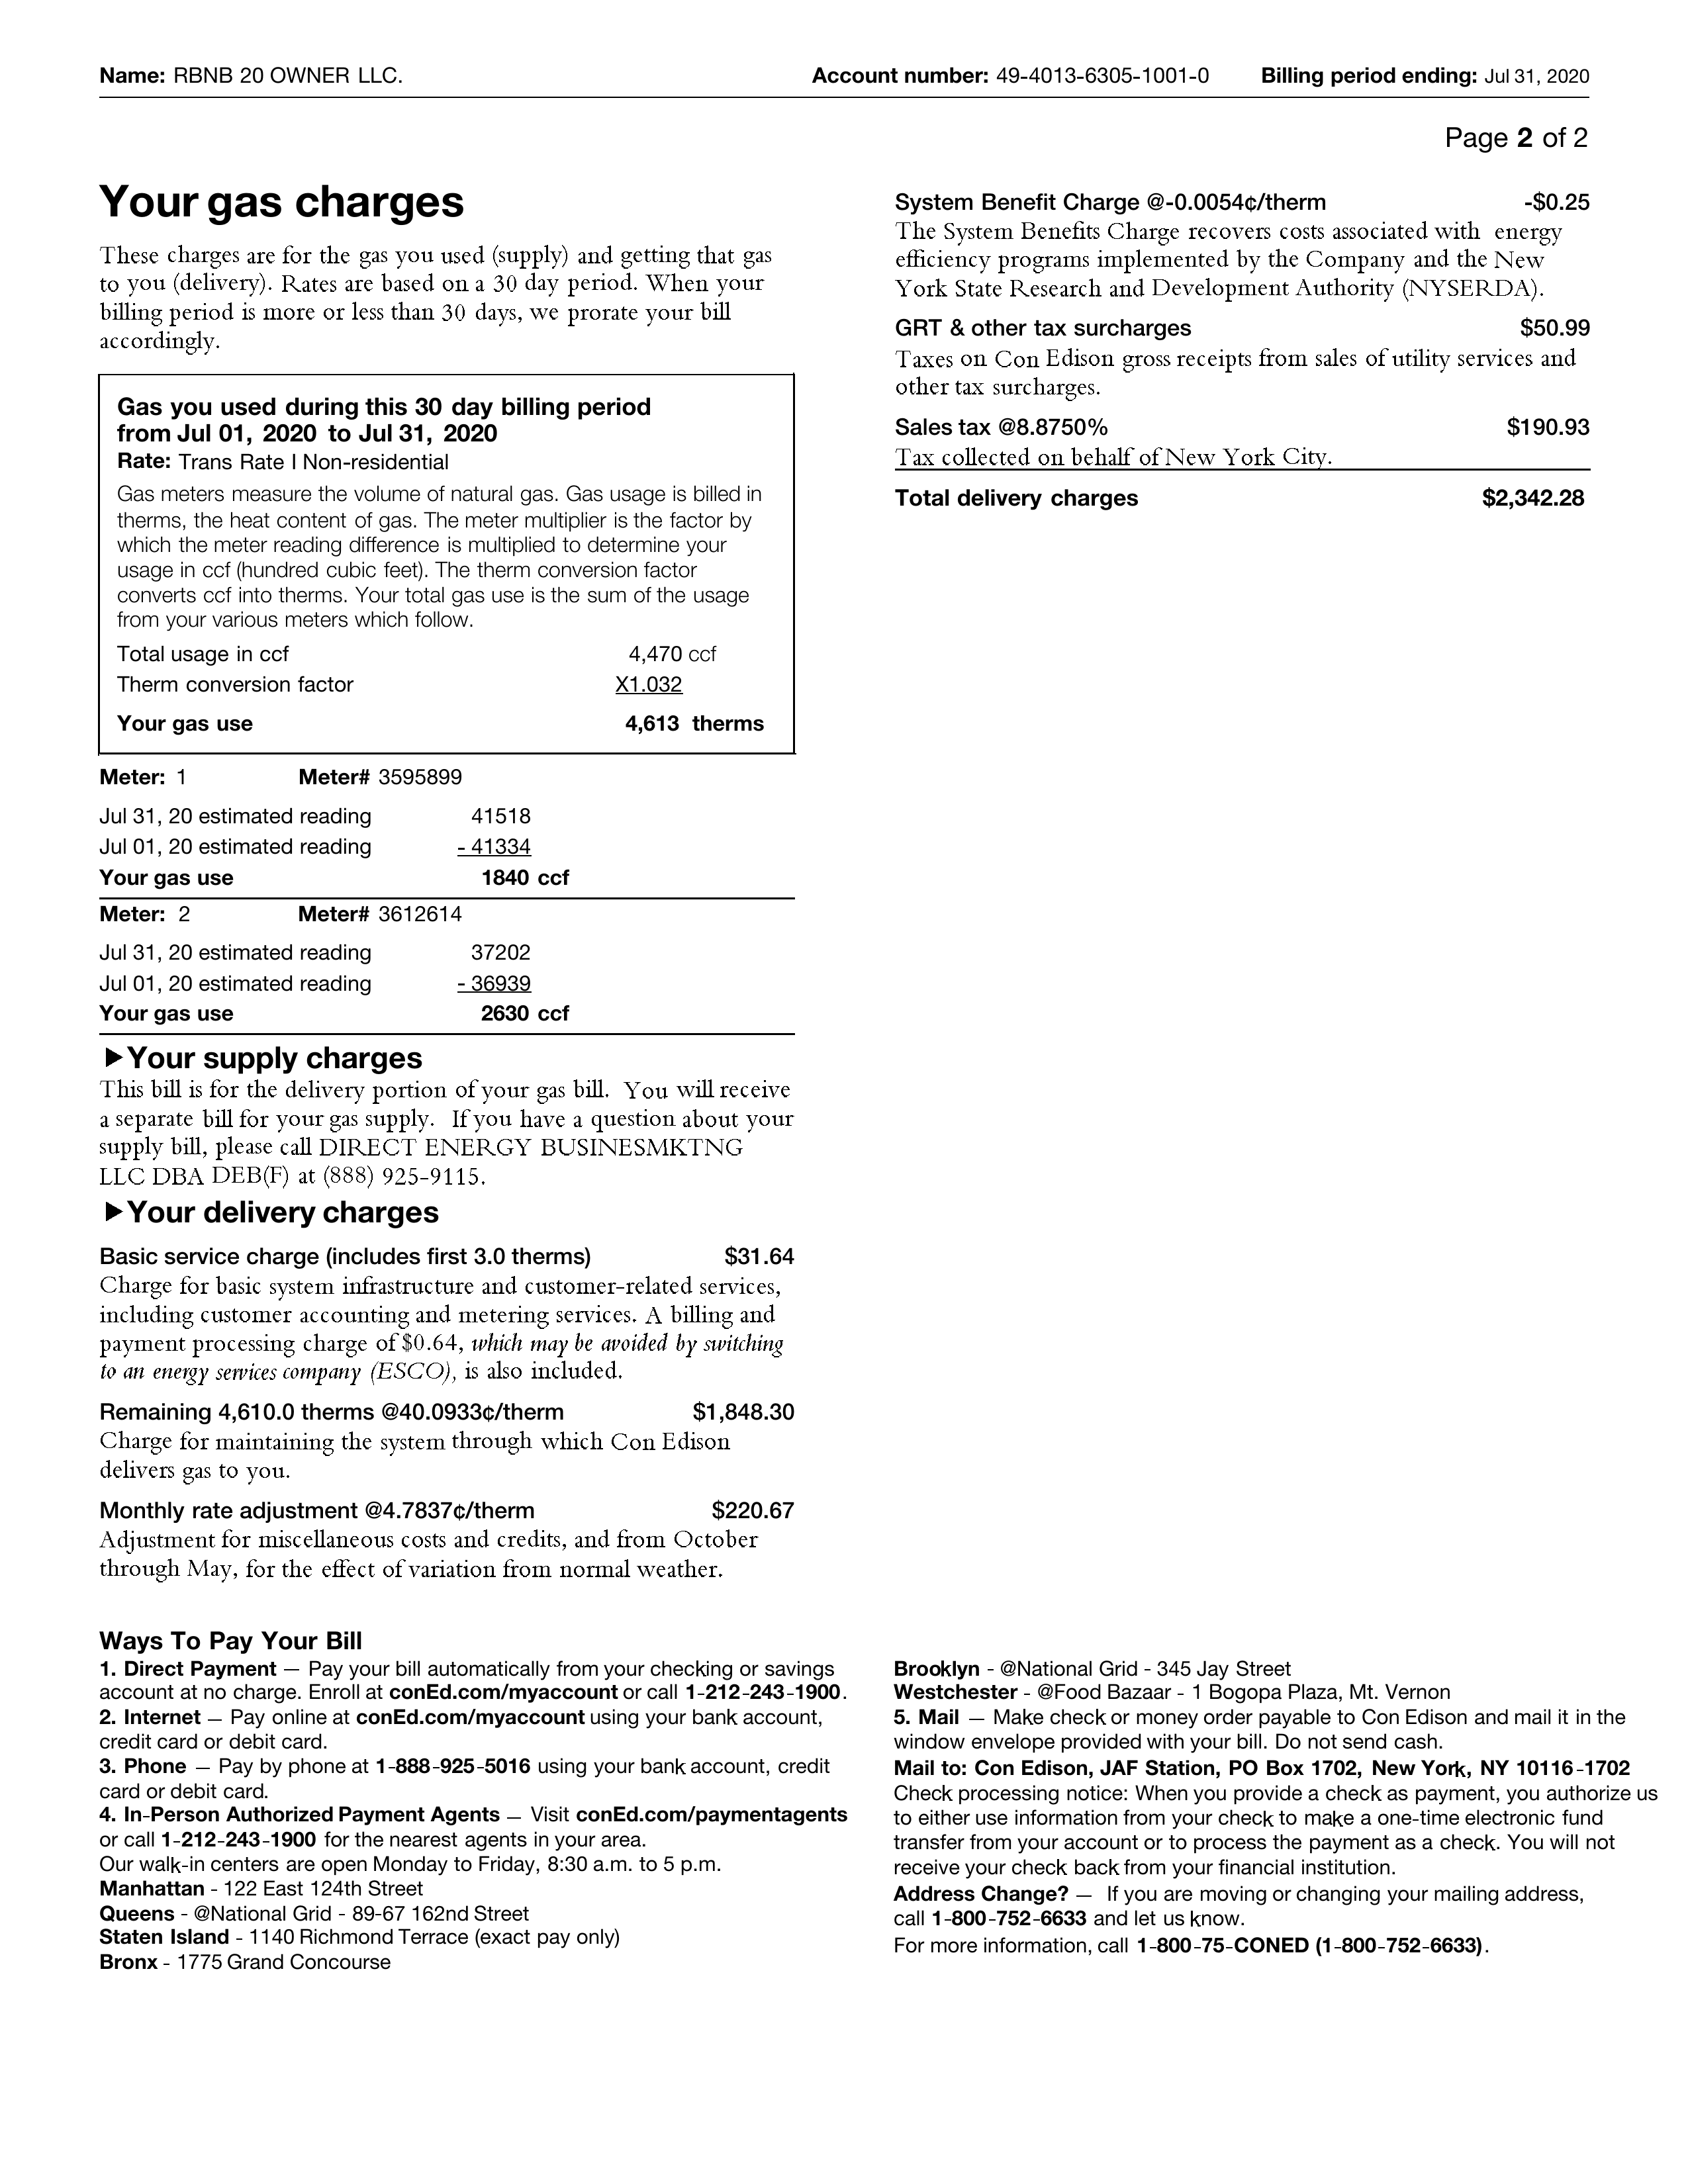 Name: RBNB 20 OWNER LLC. Account number: 49-4013-6305-1001-0 Billing period ending: Jul 31, 2020
Page 2 of 2
Your gas charges
These charges are for the gas you used (supply) and getting that gas
to you (delivery). Rates are based on a 30 day period. When your
billing period is more or less than 30 days, we prorate your bill
accordingly.
Gas you used during this 30 day billing period
from Jul 01, 2020 to Jul 31, 2020
Rate: Trans Rate I Non-residential
Gas meters measure the volume of natural gas. Gas usage is billed in
therms, the heat content of gas. The meter multiplier is the factor by
which the meter reading difference is multiplied to determine your
usage in ccf (hundred cubic feet). The therm conversion factor
converts ccf into therms. Your total gas use is the sum of the usage
from your various meters which follow.
Total usage in ccf 4,470 ccf
Therm conversion factor X1.032
Your gas use 4,613 therms
Meter: 1 Meter# 3595899
Jul 31, 20 estimated reading 41518
Jul 01, 20 estimated reading - 41334
Your gas use 1840 ccf
Meter: 2 Meter# 3612614
Jul 31, 20 estimated reading 37202
Jul 01, 20 estimated reading - 36939
Your gas use 2630 ccf
►Your supply charges
This bill is for the delivery portion of your gas bill. You will receive
a separate bill for your gas supply. If you have a question about your
supply bill, please call DIRECT ENERGY BUSINESMKTNG
LLC DBA DEB(F) at (888) 925-9115.
►Your delivery charges
Basic service charge (includes first 3.0 therms) $31.64
Charge for basic system infrastructure and customer-related services,
including customer accounting and metering services. A billing and
payment processing charge of $0.64, which may be avoided by switching
to an energy services company (ESCO), is also included.
Remaining 4,610.0 therms @40.0933¢/therm $1,848.30
Charge for maintaining the system through which Con Edison
delivers gas to you.
Monthly rate adjustment @4.7837¢/therm $220.67
Adjustment for miscellaneous costs and credits, and from October
through May, for the effect of variation from normal weather.
System Benefit Charge @-0.0054¢/therm -$0.25
The System Benefits Charge recovers costs associated with energy
efficiency programs implemented by the Company and the New
York State Research and Development Authority (NYSERDA).
GRT & other tax surcharges $50.99
Taxes on Con Edison gross receipts from sales of utility services and
other tax surcharges.
Sales tax @8.8750% $190.93
Tax collected on behalf of New York City.
Total delivery charges $2,342.28
Ways To Pay Your Bill
1. Direct Payment — Pay your bill automatically from your checking or savings
account at no charge. Enroll at conEd.com/myaccount or call 1-212-243-1900.
2. Internet — Pay online at conEd.com/myaccount using your bank account,
credit card or debit card.
3. Phone — Pay by phone at 1-888-925-5016 using your bank account, credit
card or debit card.
4. In-Person Authorized Payment Agents — Visit conEd.com/paymentagents
or call 1-212-243-1900 for the nearest agents in your area.
Our walk-in centers are open Monday to Friday, 8:30 a.m. to 5 p.m.
Manhattan - 122 East 124th Street
Queens - @National Grid - 89-67 162nd Street
Staten Island - 1140 Richmond Terrace (exact pay only)
Bronx - 1775 Grand Concourse
Brooklyn - @National Grid - 345 Jay Street
Westchester - @Food Bazaar - 1 Bogopa Plaza, Mt. Vernon
5. Mail — Make check or money order payable to Con Edison and mail it in the
window envelope provided with your bill. Do not send cash.
Mail to: Con Edison, JAF Station, PO Box 1702, New York, NY 10116-1702
Check processing notice: When you provide a check as payment, you authorize us
to either use information from your check to make a one-time electronic fund
transfer from your account or to process the payment as a check. You will not
receive your check back from your financial institution.
Address Change? — If you are moving or changing your mailing address,
call 1-800-752-6633 and let us know.
For more information, call 1-800-75-CONED (1-800-752-6633).